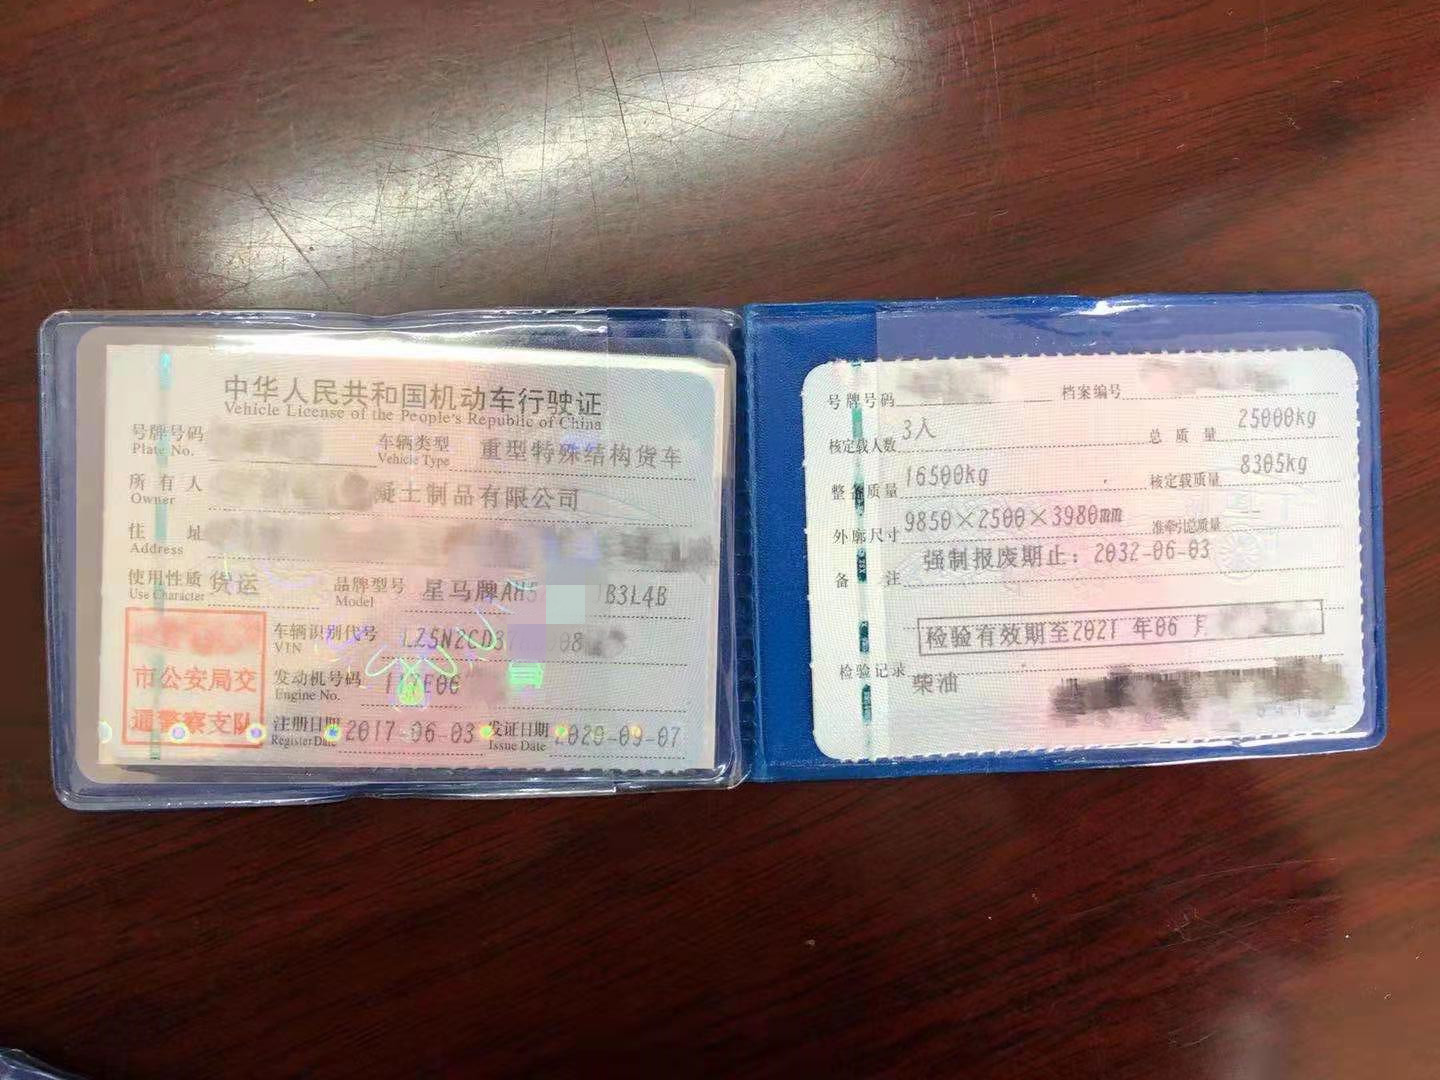 中华人民共和国机动车行驶证
Vehicle License of the People's Republic of China
号牌号码
Plate No.
车辆类型 重型特殊结构货车
Vehicle Type
所有人 凝土制品有限公司
Owner
住址
Address
使用性质 货运
Use Character
品牌型号 星马牌AH5 B3L4B
Model
市公安局交
通警察支队
车辆识别代号 LZ5N2CD3 08
VIN
发动机号码
Engine No.
注册日期 2017-06-03
Register Date
发证日期 2020-09-07
Issue Date
号牌号码 档案编号
核定载人数 3人 总质量 25000kg
整备质量 16500kg 核定载质量 8305kg
外廓尺寸 9850×2500×3980mm 准牵引总质量 --
备注 强制报废期止：2032-06-03
检验有效期至2021 年06 月
检验记录
柴油